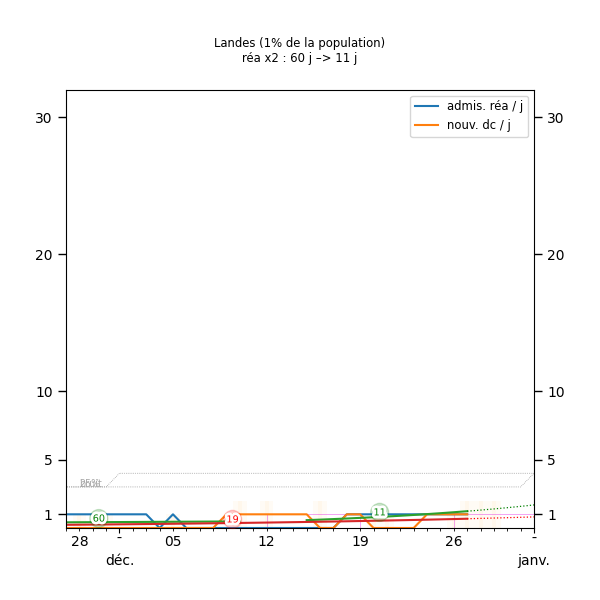 Landes (1% de la population)
réa x2 : 60 j –> 11 j
admis. réa / j
nouv. dc / j
30 30
20 20
10 10
5 5
1 1
60 19 11
28 - 05 12 19 26 -
déc. janv.